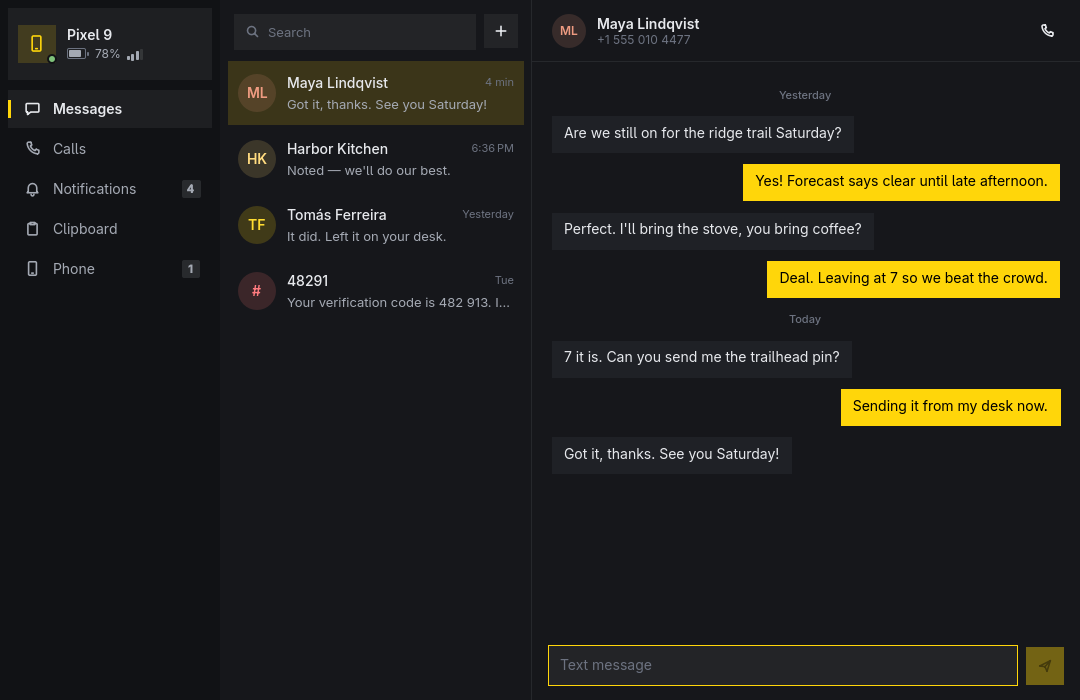 Pixel 9
78%
Messages
Calls
Notifications
4
Clipboard
Phone
1
Search
ML
Maya Lindqvist
4 min
Got it, thanks. See you Saturday!
HK
Harbor Kitchen
6:36 PM
Noted — we'll do our best.
TF
Tomás Ferreira
Yesterday
It did. Left it on your desk.
#
48291
Tue
Your verification code is 482 913. I...
ML
Maya Lindqvist
+1 555 010 4477
Yesterday
Are we still on for the ridge trail Saturday?
Yes! Forecast says clear until late afternoon.
Perfect. I'll bring the stove, you bring coffee?
Deal. Leaving at 7 so we beat the crowd.
Today
7 it is. Can you send me the trailhead pin?
Sending it from my desk now.
Got it, thanks. See you Saturday!
Text message